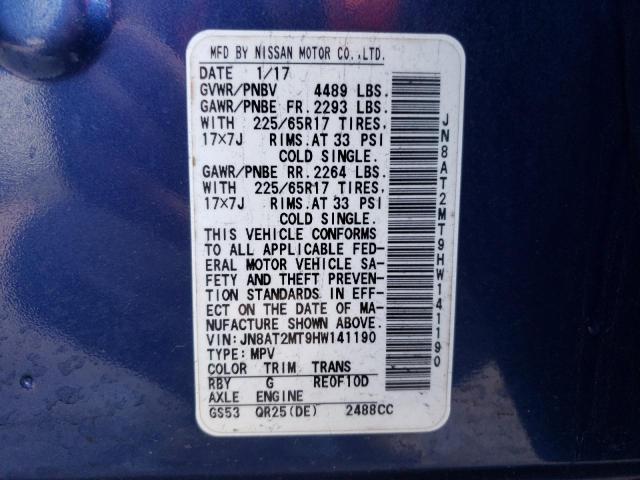 MFD BY NISSAN MOTOR CO.,LTD.
DATE 1/17
GVWR/PNBV 4489 LBS.
GAWR/PNBE FR. 2293 LBS.
WITH 225/65R17 TIRES,
17×7J RIMS.AT 33 PSI
COLD SINGLE.
GAWR/PNBE RR. 2264 LBS.
WITH 225/65R17 TIRES,
17×7J RIMS.AT 33 PSI
COLD SINGLE.
THIS VEHICLE CONFORMS
TO ALL APPLICABLE FED-
ERAL MOTOR VEHICLE SA-
FETY AND THEFT PREVEN-
TION STANDARDS IN EFF-
ECT ON THE DATE OF MA-
NUFACTURE SHOWN ABOVE.
VIN:JN8AT2MT9HW141190
TYPE:MPV
COLOR TRIM TRANS
RBY G RE0F10D
AXLE ENGINE
GS53 QR25(DE) 2488CC
JN8AT2MT9HW141190